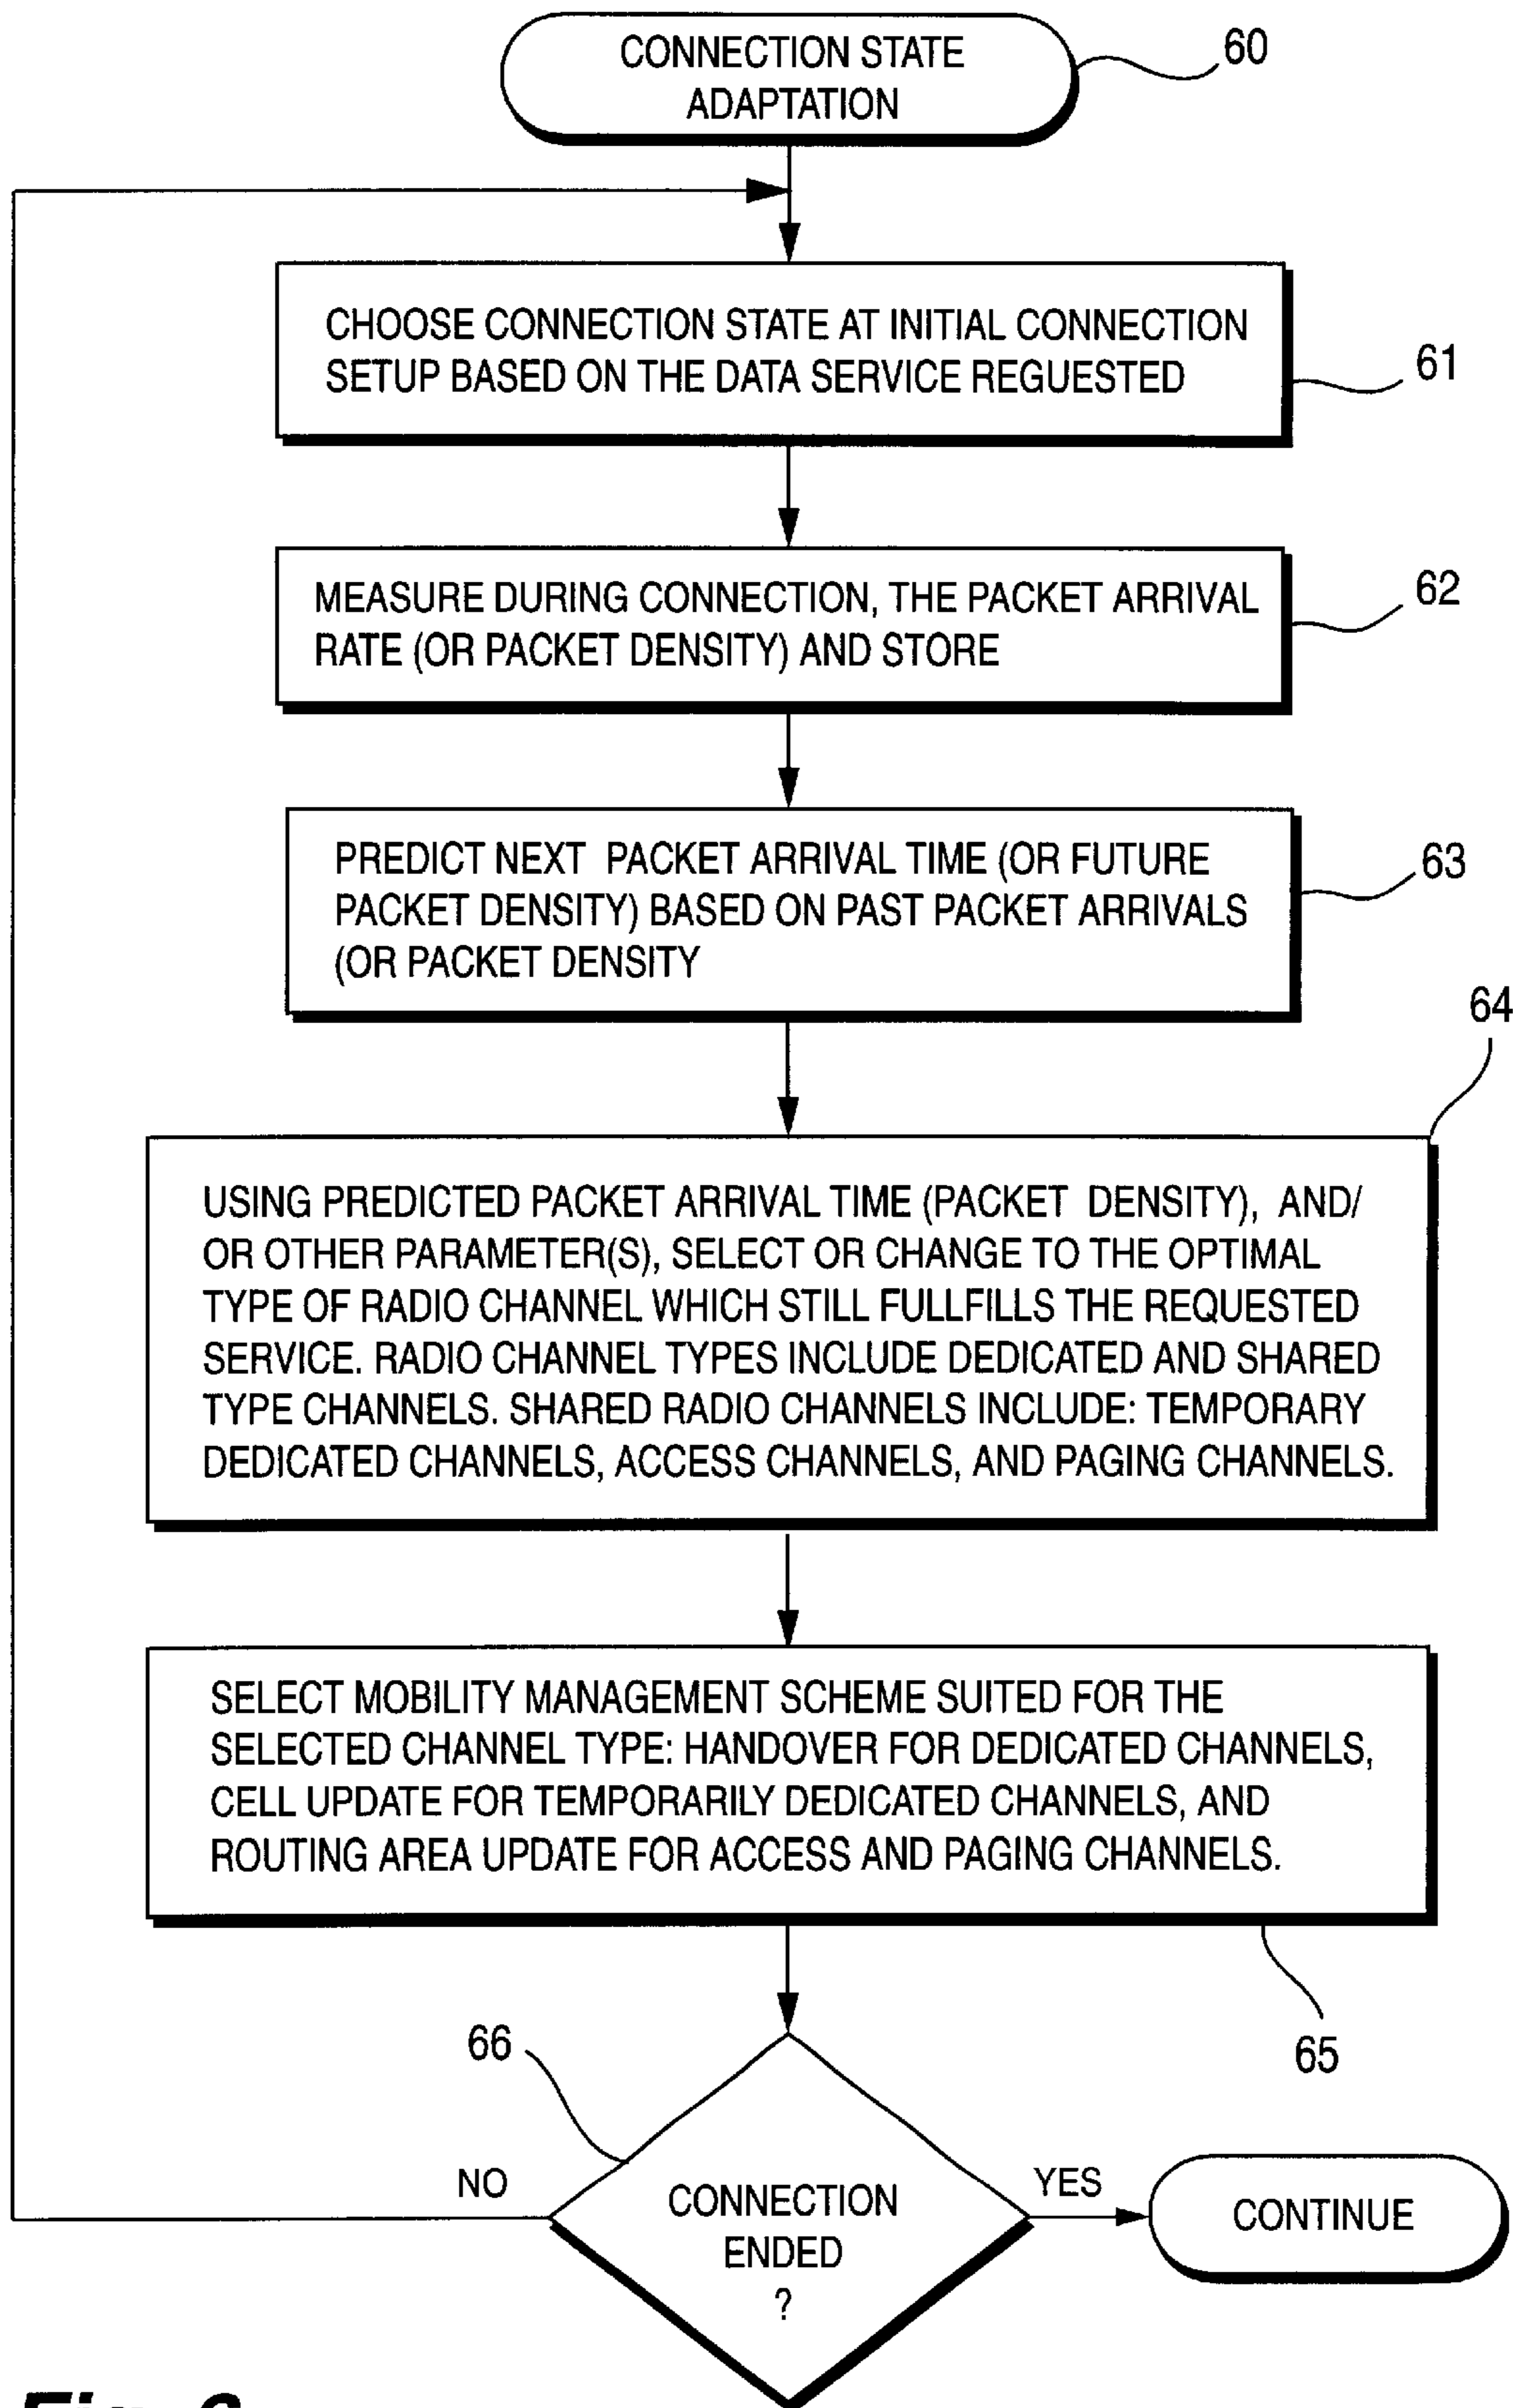 CONNECTION STATE
ADAPTATION
60
CHOOSE CONNECTION STATE AT INITIAL CONNECTION
SETUP BASED ON THE DATA SERVICE REGUESTED
61
MEASURE DURING CONNECTION, THE PACKET ARRIVAL
RATE (OR PACKET DENSITY) AND STORE
62
PREDICT NEXT PACKET ARRIVAL TIME (OR FUTURE
PACKET DENSITY) BASED ON PAST PACKET ARRIVALS
(OR PACKET DENSITY
63
64
USING PREDICTED PACKET ARRIVAL TIME (PACKET DENSITY), AND/
OR OTHER PARAMETER(S), SELECT OR CHANGE TO THE OPTIMAL
TYPE OF RADIO CHANNEL WHICH STILL FULLFILLS THE REQUESTED
SERVICE. RADIO CHANNEL TYPES INCLUDE DEDICATED AND SHARED
TYPE CHANNELS. SHARED RADIO CHANNELS INCLUDE: TEMPORARY
DEDICATED CHANNELS, ACCESS CHANNELS, AND PAGING CHANNELS.
SELECT MOBILITY MANAGEMENT SCHEME SUITED FOR THE
SELECTED CHANNEL TYPE: HANDOVER FOR DEDICATED CHANNELS,
CELL UPDATE FOR TEMPORARILY DEDICATED CHANNELS, AND
ROUTING AREA UPDATE FOR ACCESS AND PAGING CHANNELS.
65
66
NO
CONNECTION
ENDED
?
YES
CONTINUE